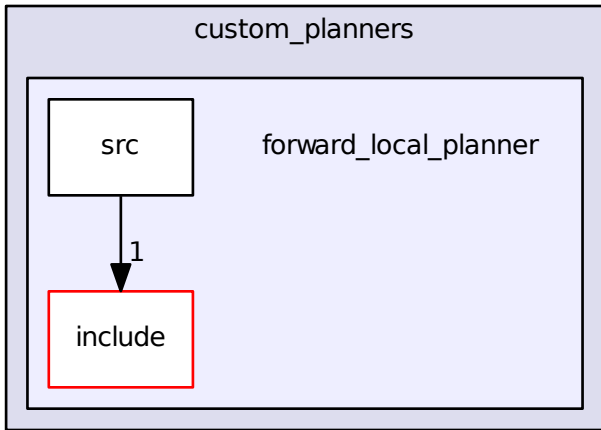 custom_planners
src
forward_local_planner
1
include